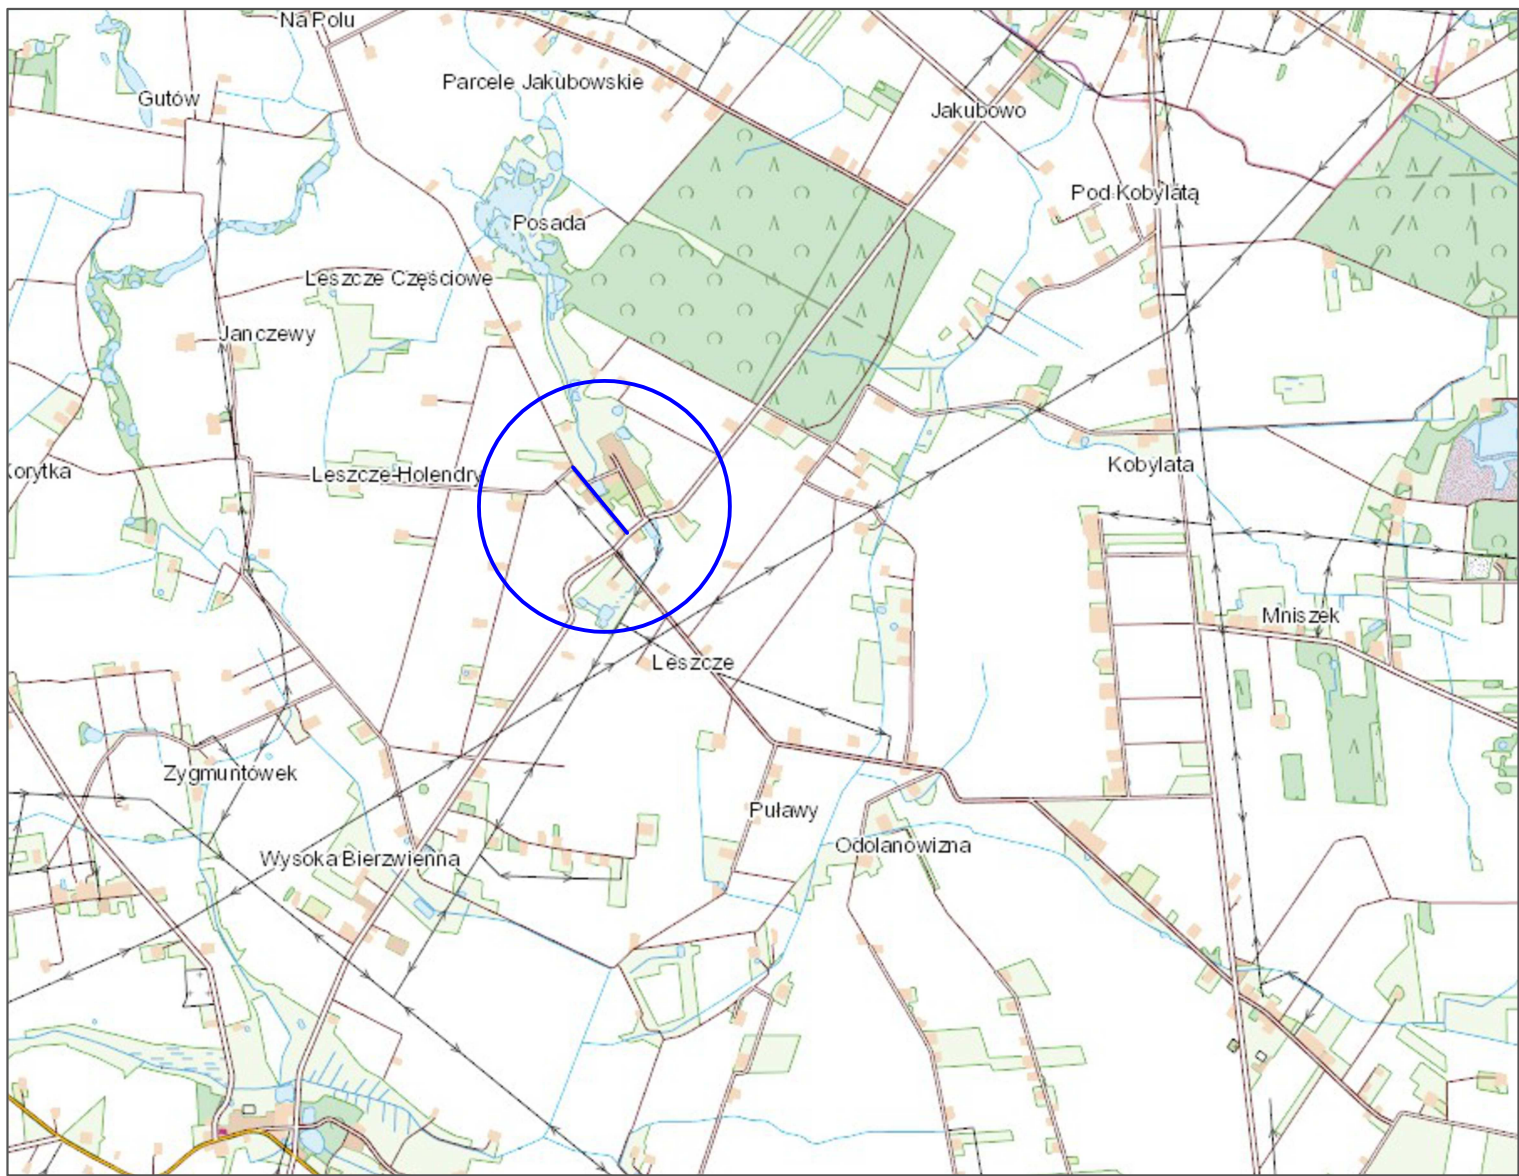 Na Polu
Parcele Jakubowskie
Gutów
Jakubowo
Pod Kobylatą
Posada
Leszcze Częściowe
Janczewy
Korytka
Leszcze-Holendry
Kobylata
Mniszek
Leszcze
Zygmuntówek
Puławy
Odolanowizna
Wysoka Bierzwienna